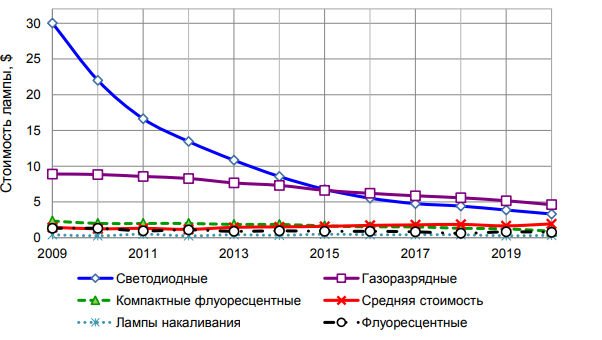 Стоимость лампы, $
30
25
20
15
10
5
0
2009 2011 2013 2015 2017 2019
Светодиодные Газоразрядные
Компактные флуоресцентные Средняя стоимость
Лампы накаливания Флуоресцентные